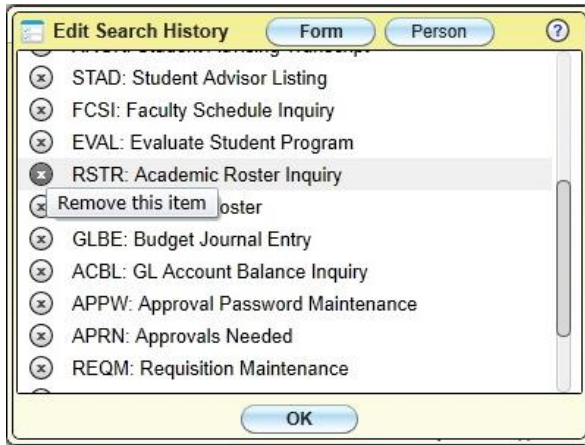 Edit Search History Form Person ?
STAD: Student Advisor Listing
FCSI: Faculty Schedule Inquiry
EVAL: Evaluate Student Program
RSTR: Academic Roster Inquiry
Remove this item oster
GLBE: Budget Journal Entry
ACBL: GL Account Balance Inquiry
APPW: Approval Password Maintenance
APRN: Approvals Needed
REQM: Requisition Maintenance
OK